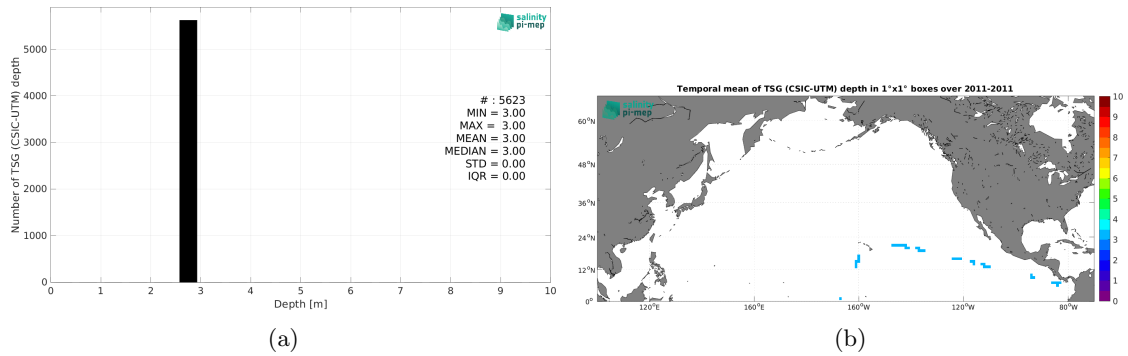 salinity
pi-mep
5000
4000
3000
2000
1000
0
Number of TSG (CSIC-UTM) depth
# : 5623
MIN = 3.00
MAX = 3.00
MEAN = 3.00
MEDIAN = 3.00
STD = 0.00
IQR = 0.00
0 1 2 3 4 5 6 7 8 9 10
Depth [m]
(a)
Temporal mean of TSG (CSIC-UTM) depth in 1°x1° boxes over 2011-2011
salinity
pi-mep
60°N
48°N
36°N
24°N
12°N
0°
120°E 160°E 160°W 120°W 80°W
10
9
8
7
6
5
4
3
2
1
0
(b)